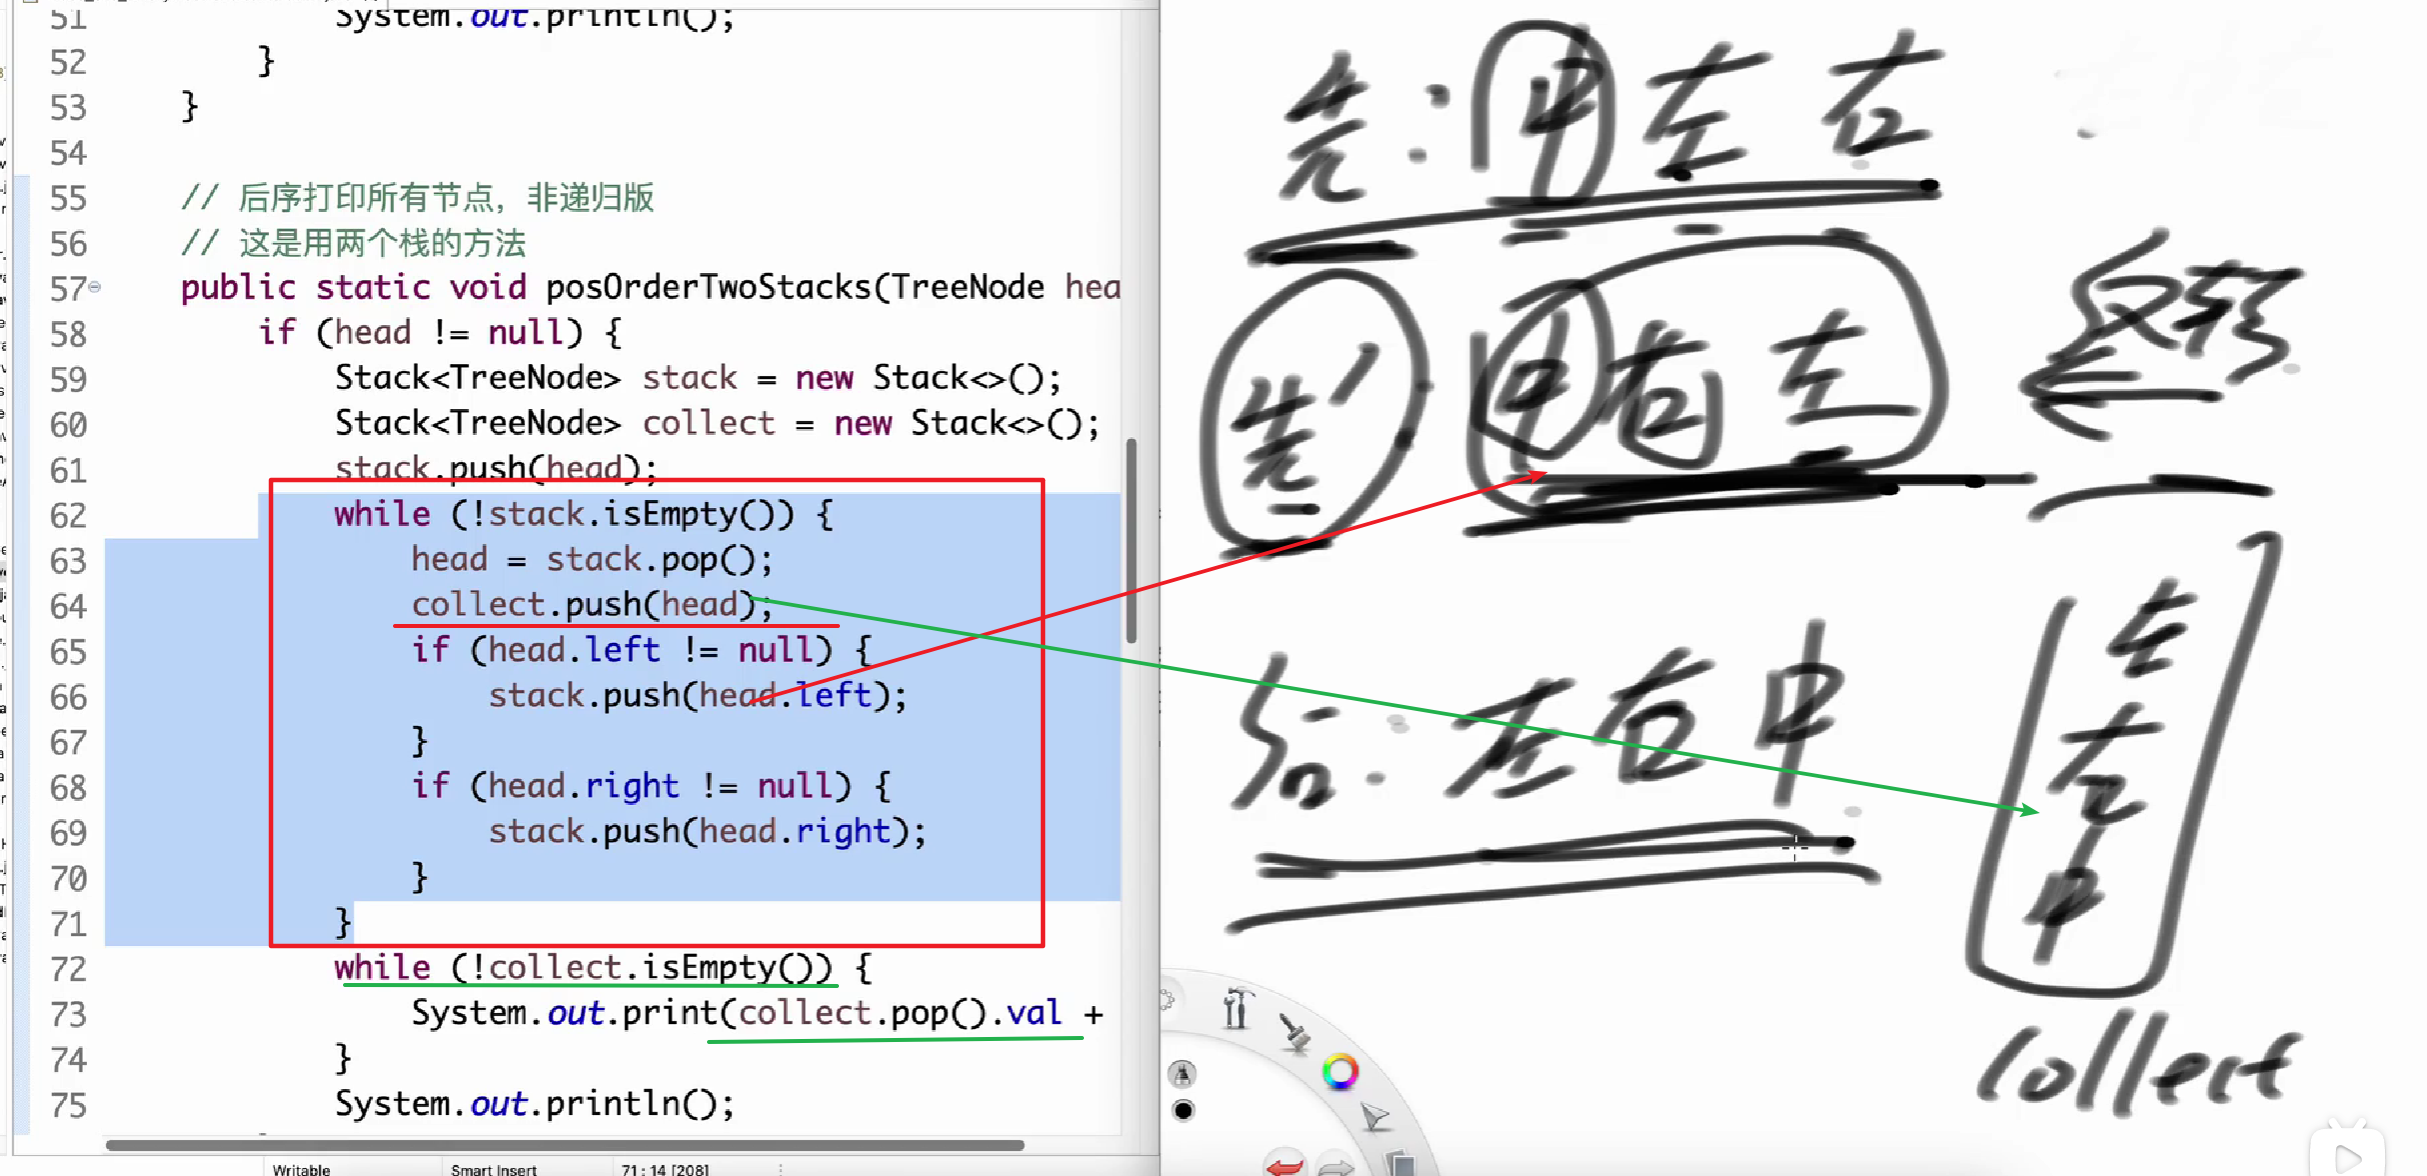 51 System.out.println();
52 }
53 }
54
55 // 后序打印所有节点，非递归版
56 // 这是用两个栈的方法
57 public static void posOrderTwoStacks(TreeNode hea
58 if (head != null) {
59 Stack<TreeNode> stack = new Stack<>();
60 Stack<TreeNode> collect = new Stack<>();
61 stack.push(head);
62 while (!stack.isEmpty()) {
63 head = stack.pop();
64 collect.push(head);
65 if (head.left != null) {
66 stack.push(head.left);
67 }
68 if (head.right != null) {
69 stack.push(head.right);
70 }
71 }
72 while (!collect.isEmpty()) {
73 System.out.print(collect.pop().val +
74 }
75 System.out.println();
Writable Smart Insert 71 : 14 [208]
先：中左右
先' 中右左
反转
后：左右中
左
右
中
collect